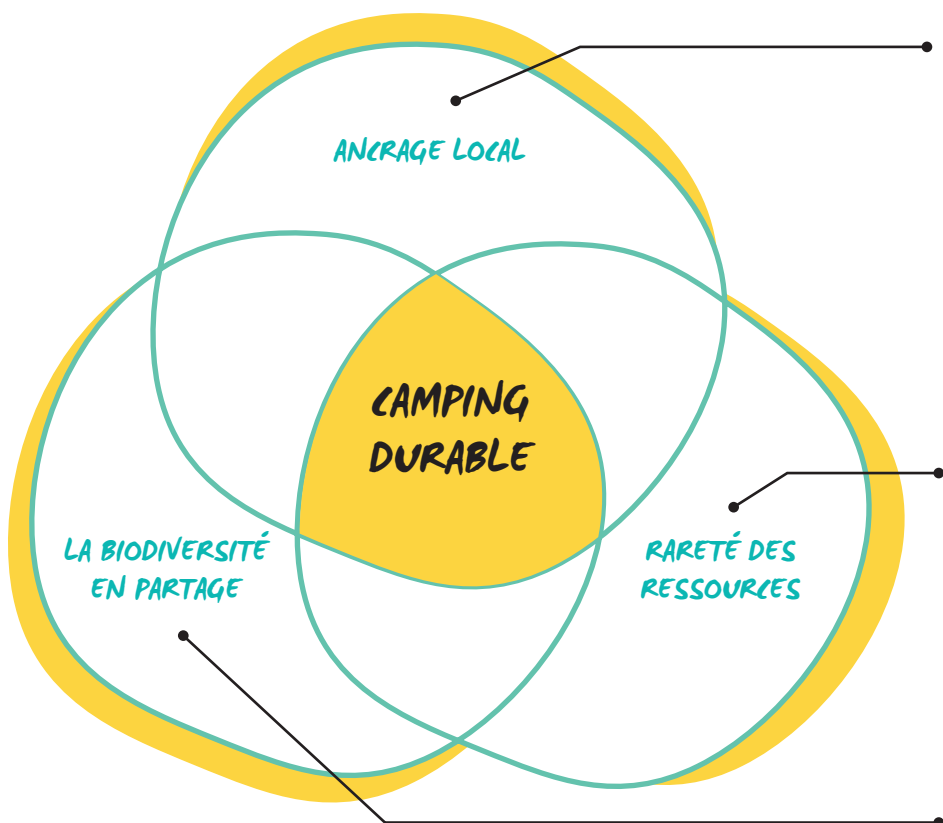 ANCRAGE LOCAL
CAMPING
DURABLE
LA BIODIVERSITÉ
EN PARTAGE
RARETÉ DES
RESSOURCES